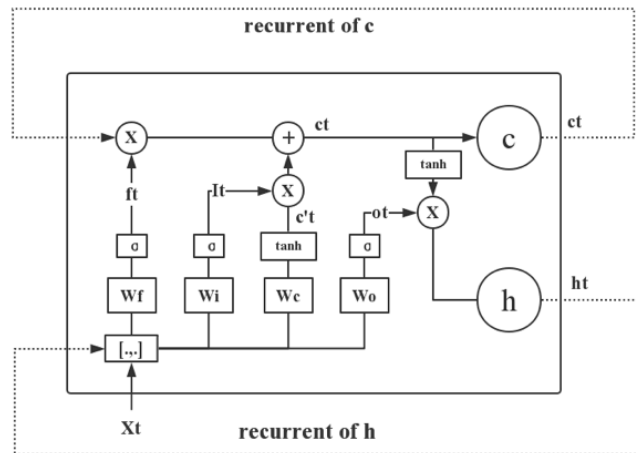 recurrent of c
X
+
ct
c
ct
tanh
ft
It
X
c't
ot
X
σ
σ
tanh
σ
Wf
Wi
Wc
Wo
h
ht
[.,.]
Xt
recurrent of h